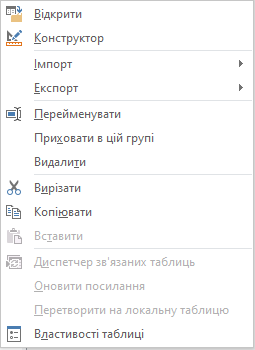 Відкрити
Конструктор
Імпорт
Експорт
Перейменувати
Приховати в цій групі
Видалити
Вирізати
Копіювати
Вставити
Диспетчер зв'язаних таблиць
Оновити посилання
Перетворити на локальну таблицю
Властивості таблиці